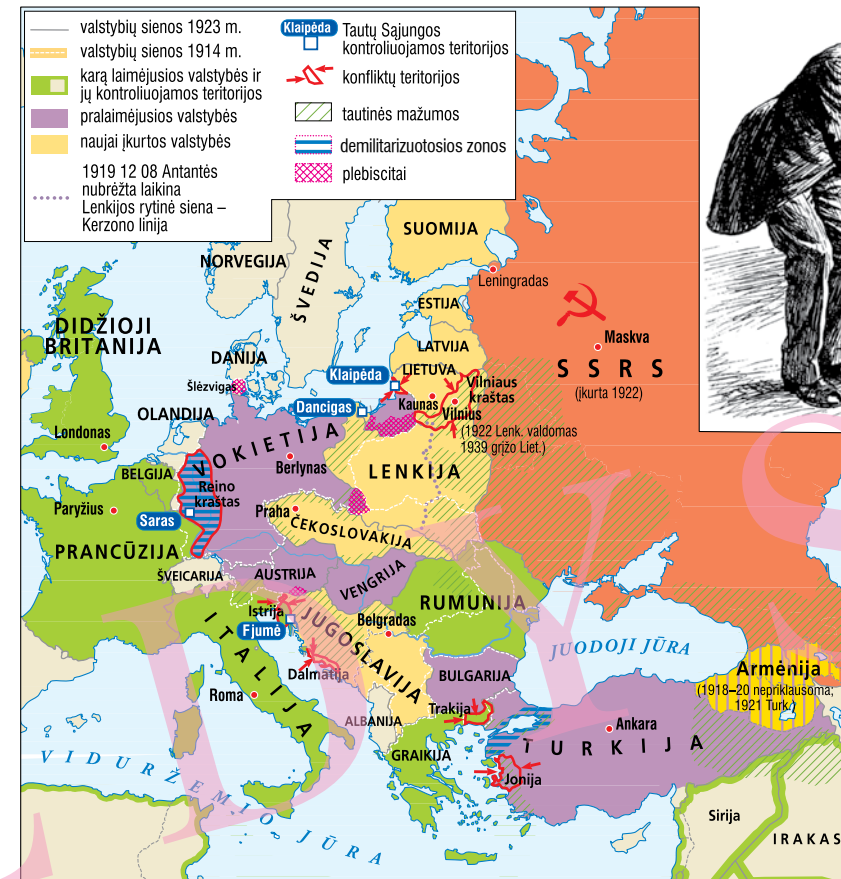 valstybių sienos 1923 m.
valstybių sienos 1914 m.
karą laimėjusios valstybės ir
jų kontroliuojamos teritorijos
pralaimėjusios valstybės
naujai įkurtos valstybės
1919 12 08 Antantės
nubrėžta laikina
Lenkijos rytinė siena –
Kerzono linija
Klaipėda
Tautų Sąjungos
kontroliuojamos teritorijos
konfliktų teritorijos
tautinės mažumos
demilitarizuotosios zonos
plebiscitai
SUOMIJA
NORVEGIJA
ŠVEDIJA
Leningradas
ESTIJA
DIDŽIOJI
BRITANIJA
LATVIJA
Maskva
DANIJA
SSRS
(įkurta 1922)
Klaipėda
LIETUVA
Šlėzvigas
Vilniaus
kraštas
Kaunas
Vilnius
Dancigas
OLANDIJA
(1922 Lenk. valdomas
1939 grįžo Liet.)
Londonas
VOKIETIJA
Berlynas
LENKIJA
BELGIJA
Reino
kraštas
Paryžius
Saras
Praha
ČEKOSLOVAKIJA
PRANCŪZIJA
ŠVEICARIJA
AUSTRIJA
VENGRIJA
RUMUNIJA
Istrija
Fjumė
JUGOSLAVIJA
Belgradas
ITALIJA
JUODOJI JŪRA
Armėnija
(1918–20 nepriklausoma;
1921 Turk.)
Dalmatija
BULGARIJA
Roma
Trakija
ALBANIJA
Ankara
TURKIJA
GRAIKIJA
Jonija
VIDURŽEMIO JŪRA
Sirija
IRAKAS